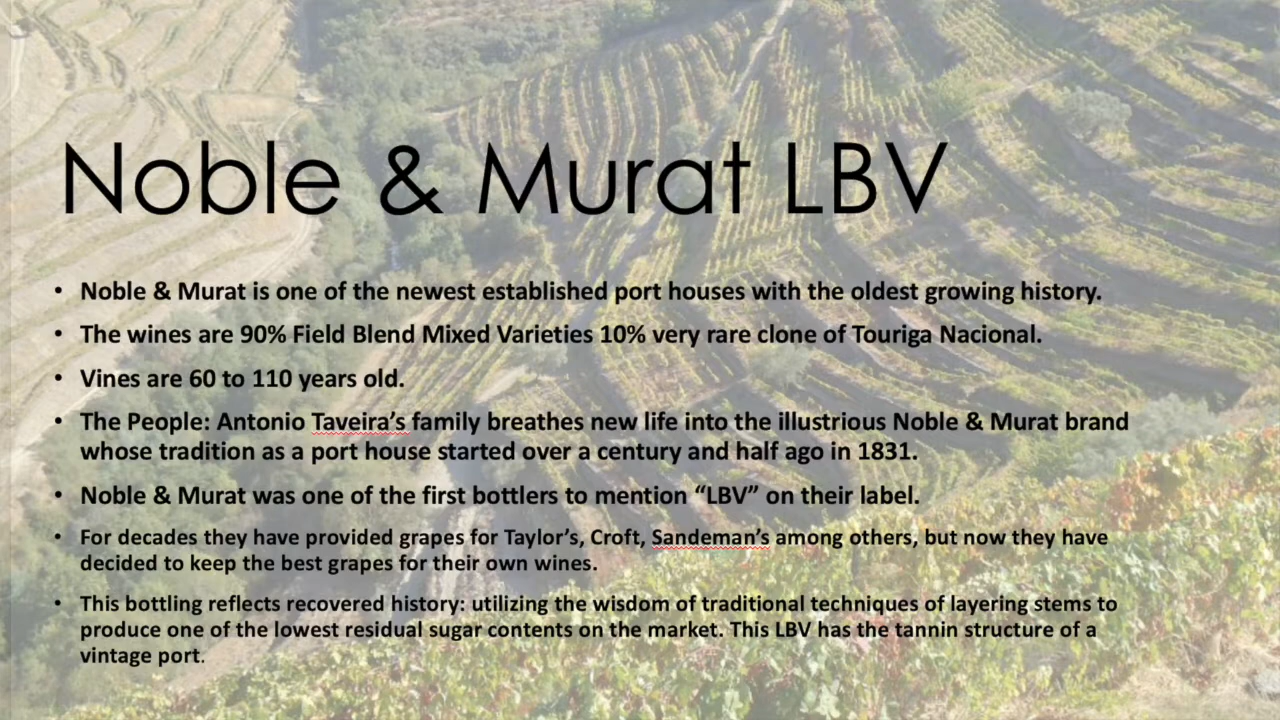 Noble & Murat LBV
• Noble & Murat is one of the newest established port houses with the oldest growing history.
• The wines are 90% Field Blend Mixed Varieties 10% very rare clone of Touriga Nacional.
• Vines are 60 to 110 years old.
• The People: Antonio Taveira’s family breathes new life into the illustrious Noble & Murat brand
whose tradition as a port house started over a century and half ago in 1831.
• Noble & Murat was one of the first bottlers to mention “LBV” on their label.
• For decades they have provided grapes for Taylor’s, Croft, Sandeman’s among others, but now they have
decided to keep the best grapes for their own wines.
• This bottling reflects recovered history: utilizing the wisdom of traditional techniques of layering stems to
produce one of the lowest residual sugar contents on the market. This LBV has the tannin structure of a
vintage port.